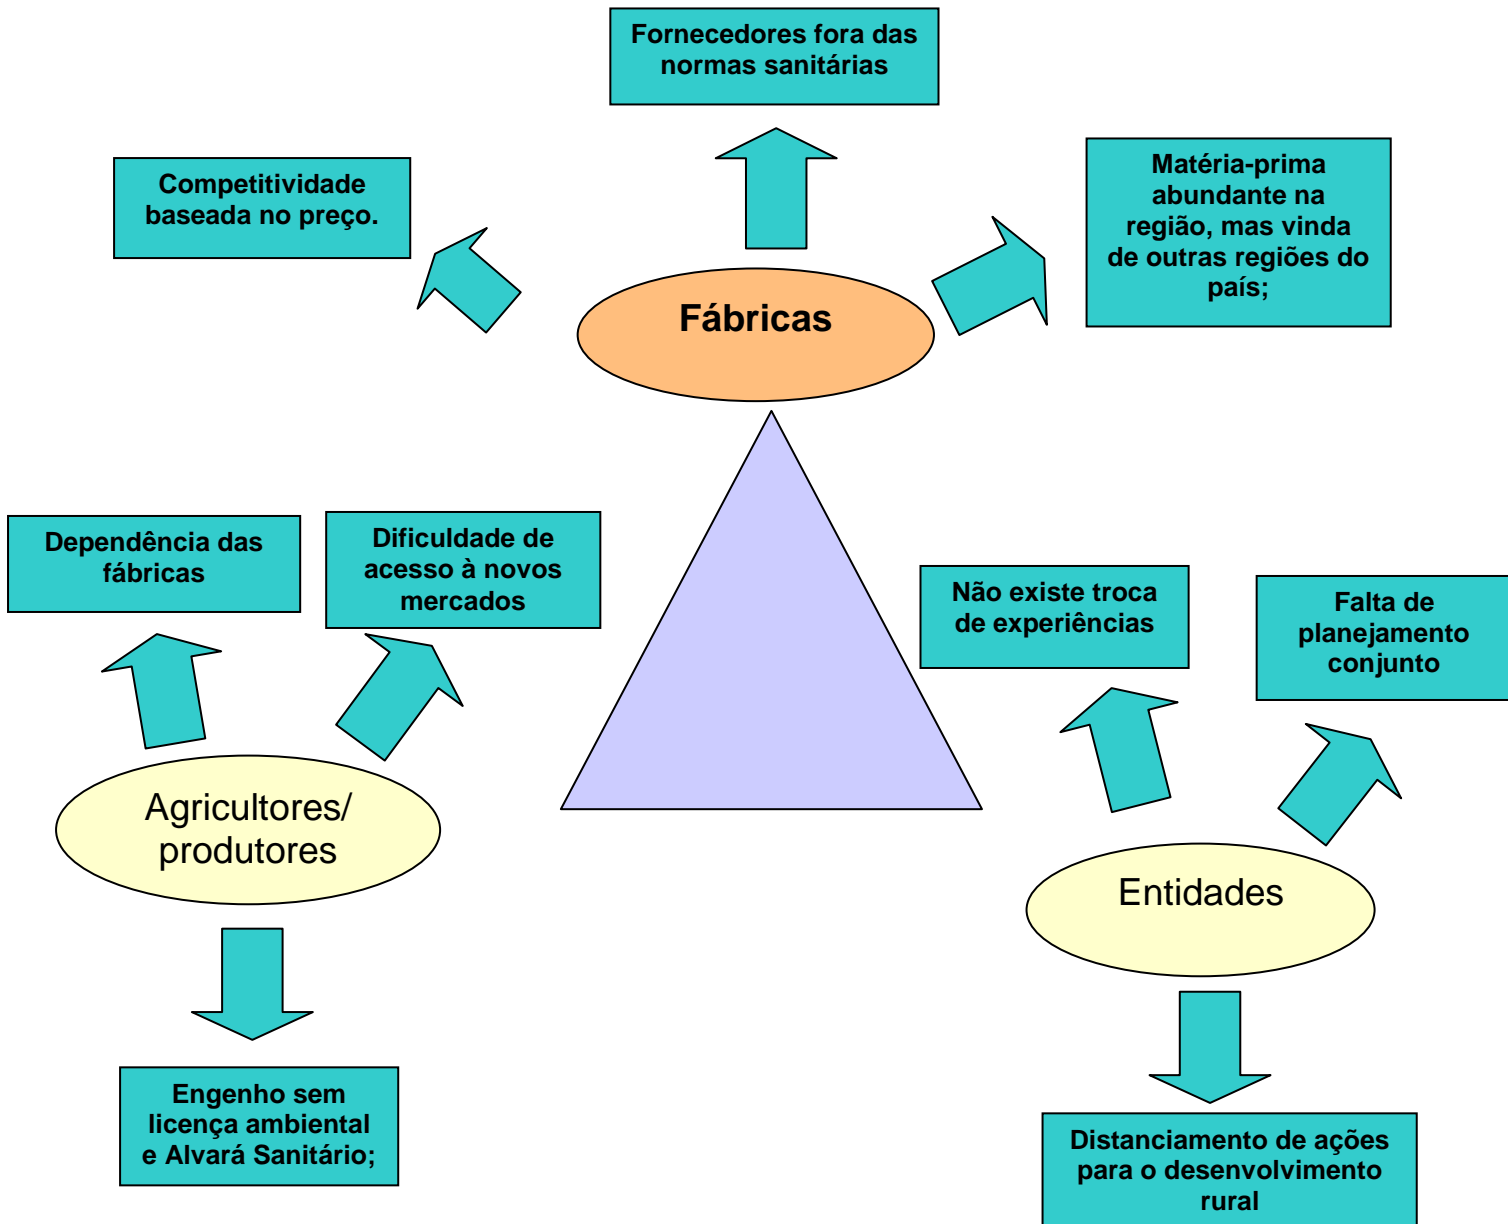 Fornecedores fora das
normas sanitárias
Competitividade
baseada no preço.
Matéria-prima
abundante na
região, mas vinda
de outras regiões do
país;
Fábricas
Dependência das
fábricas
Dificuldade de
acesso à novos
mercados
Não existe troca
de experiências
Falta de
planejamento
conjunto
Agricultores/
produtores
Entidades
Engenho sem
licença ambiental
e Alvará Sanitário;
Distanciamento de ações
para o desenvolvimento
rural